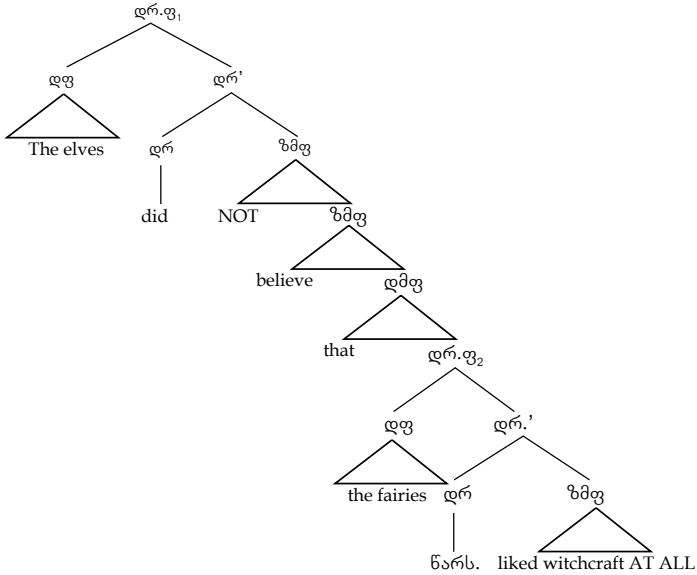 დრ.ფ₁
დფ დრ’
The elves დრ ზმფ
did NOT ზმფ
believe დმფ
that დრ.ფ₂
დფ დრ.’
the fairies დრ ზმფ
წარს. liked witchcraft AT ALL